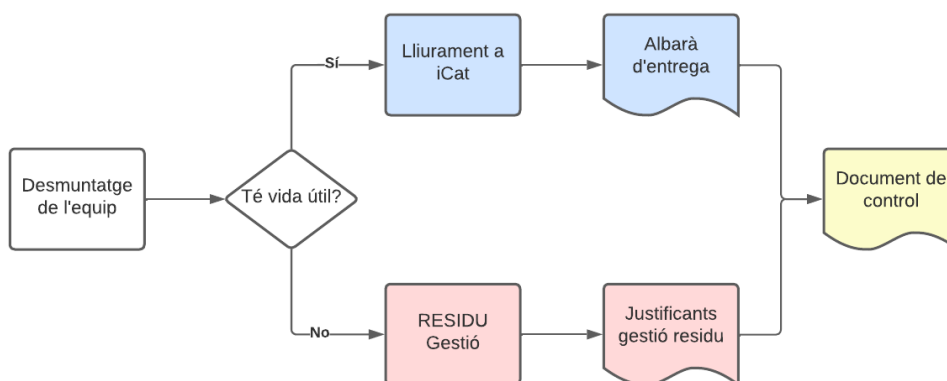 Sí
Lliurament a
iCat
Albarà
d'entrega
Desmuntatge
de l'equip
Té vida útil?
Document de
control
No
RESIDU
Gestió
Justificants
gestió residu